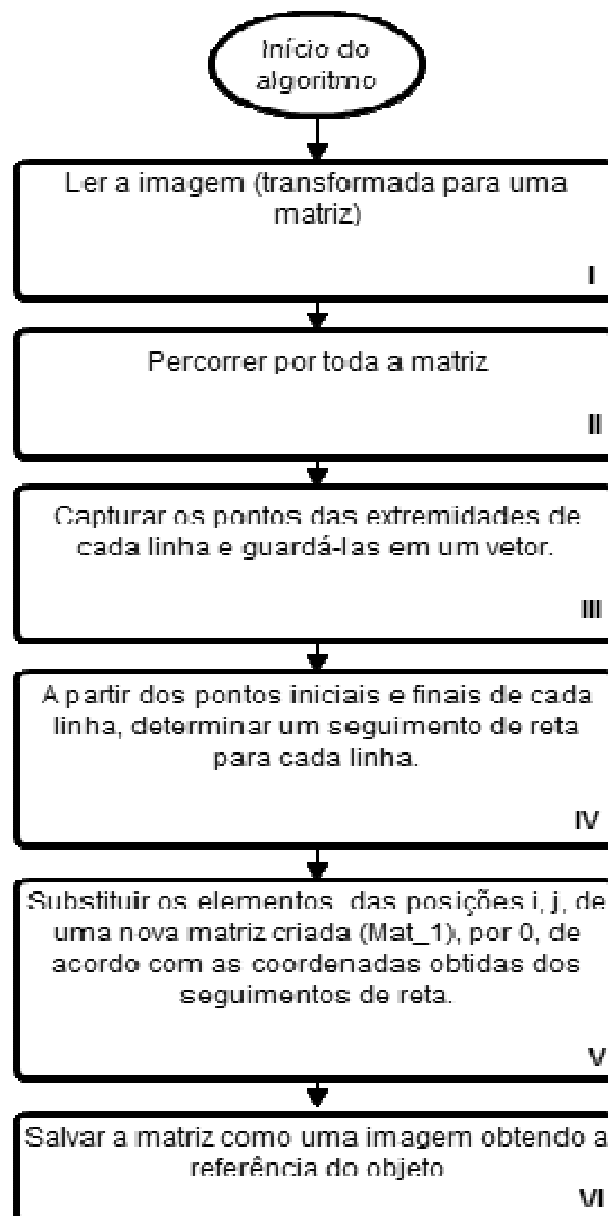 Início do
algoritmo
Ler a imagem (transformada para uma
matriz)
I
Percorrer por toda a matriz
II
Capturar os pontos das extremidades de
cada linha e guardá-las em um vetor.
III
A partir dos pontos iniciais e finais de cada
linha, determinar um seguimento de reta
para cada linha.
IV
Substituir os elementos das posições i, j, de
uma nova matriz criada (Mat_1), por 0, de
acordo com as coordenadas obtidas dos
seguimentos de reta.
V
Salvar a matriz como uma imagem obtendo a
referência do objeto
VI